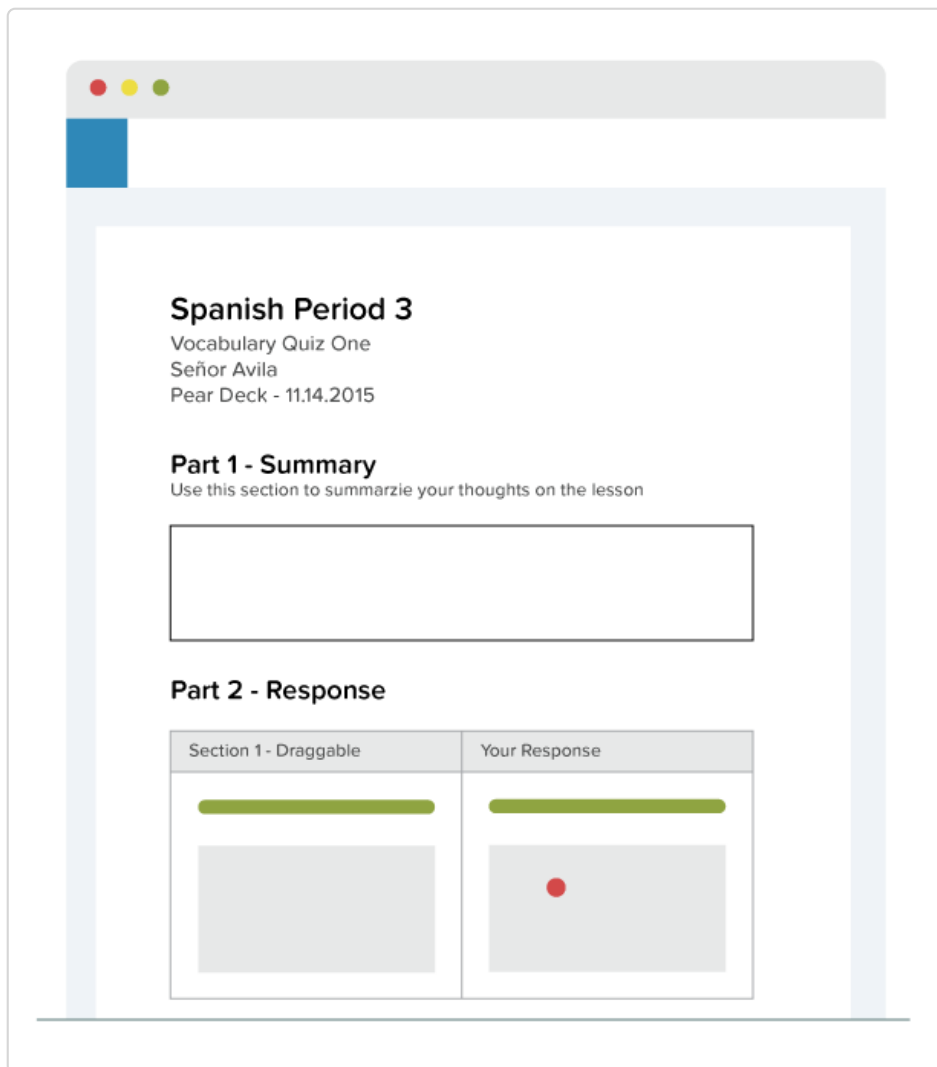 Spanish Period 3
Vocabulary Quiz One
Señor Avila
Pear Deck - 11.14.2015
Part 1 - Summary
Use this section to summarzie your thoughts on the lesson
Part 2 - Response
Section 1 - Draggable
Your Response